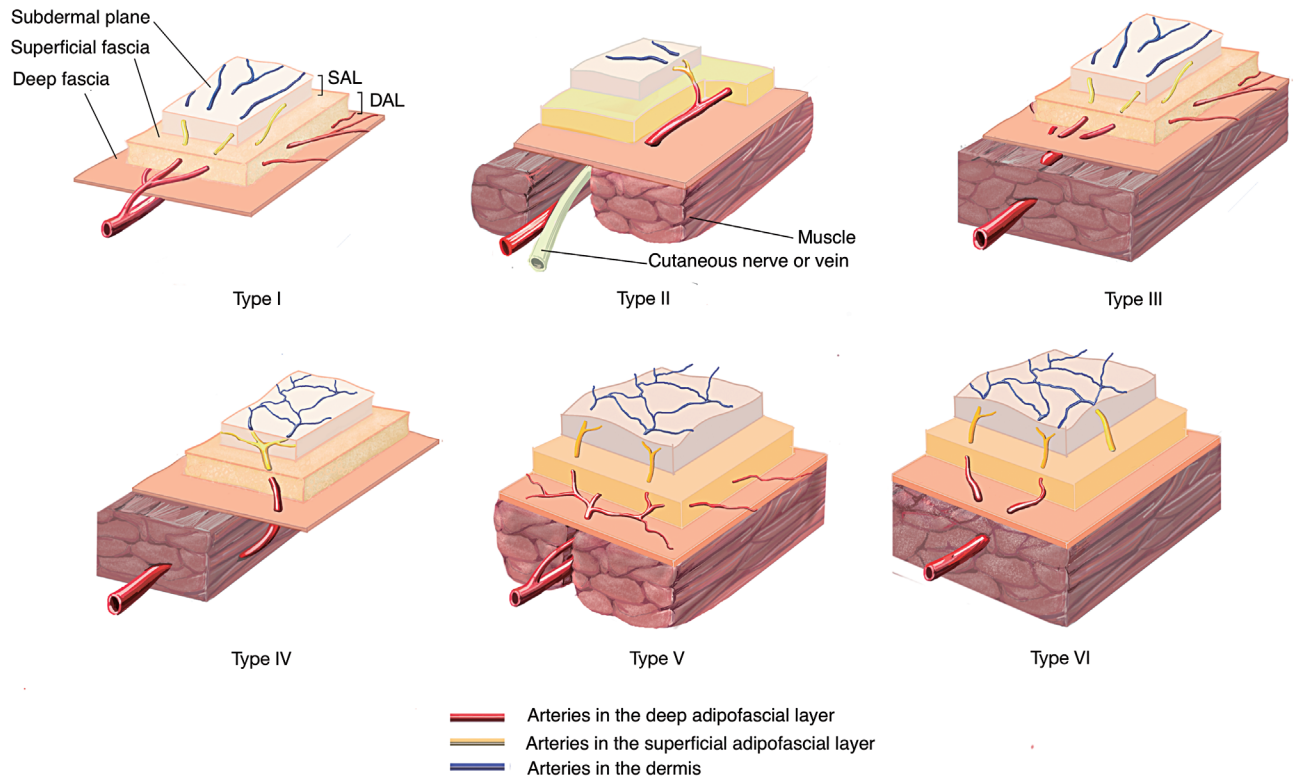 Subdermal plane
Superficial fascia
Deep fascia
SAL
DAL
Muscle
Cutaneous nerve or vein
Type I
Type II
Type III
Type IV
Type V
Type VI
Arteries in the deep adipofascial layer
Arteries in the superficial adipofascial layer
Arteries in the dermis